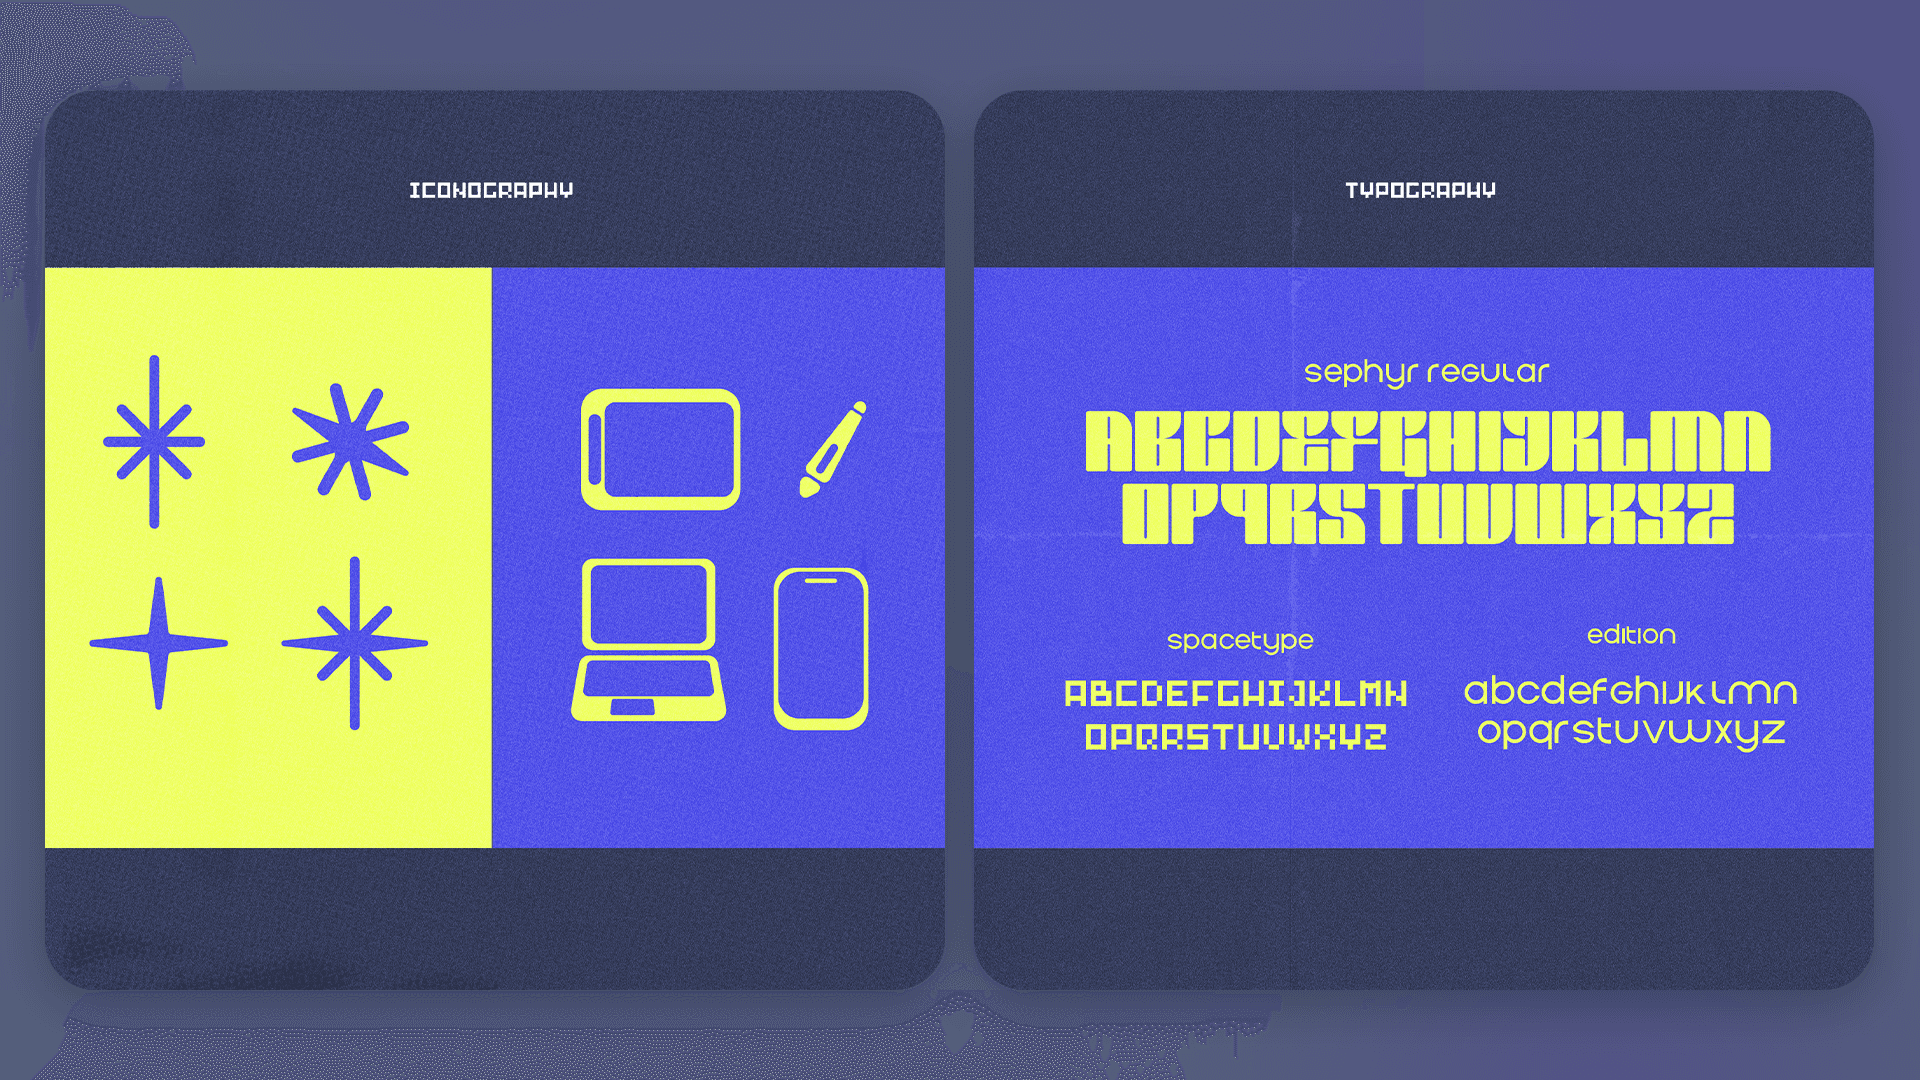 ICONOGRAPHY
TYPOGRAPHY
sephyr regular
ABCDEFGHIJKLMN
OPQRSTUVWXYZ
spacetype
ABCDEFGHIJKLMN
OPQRSTUVWXYZ
edition
abcdefghijklmn
opqrstuvwxyz